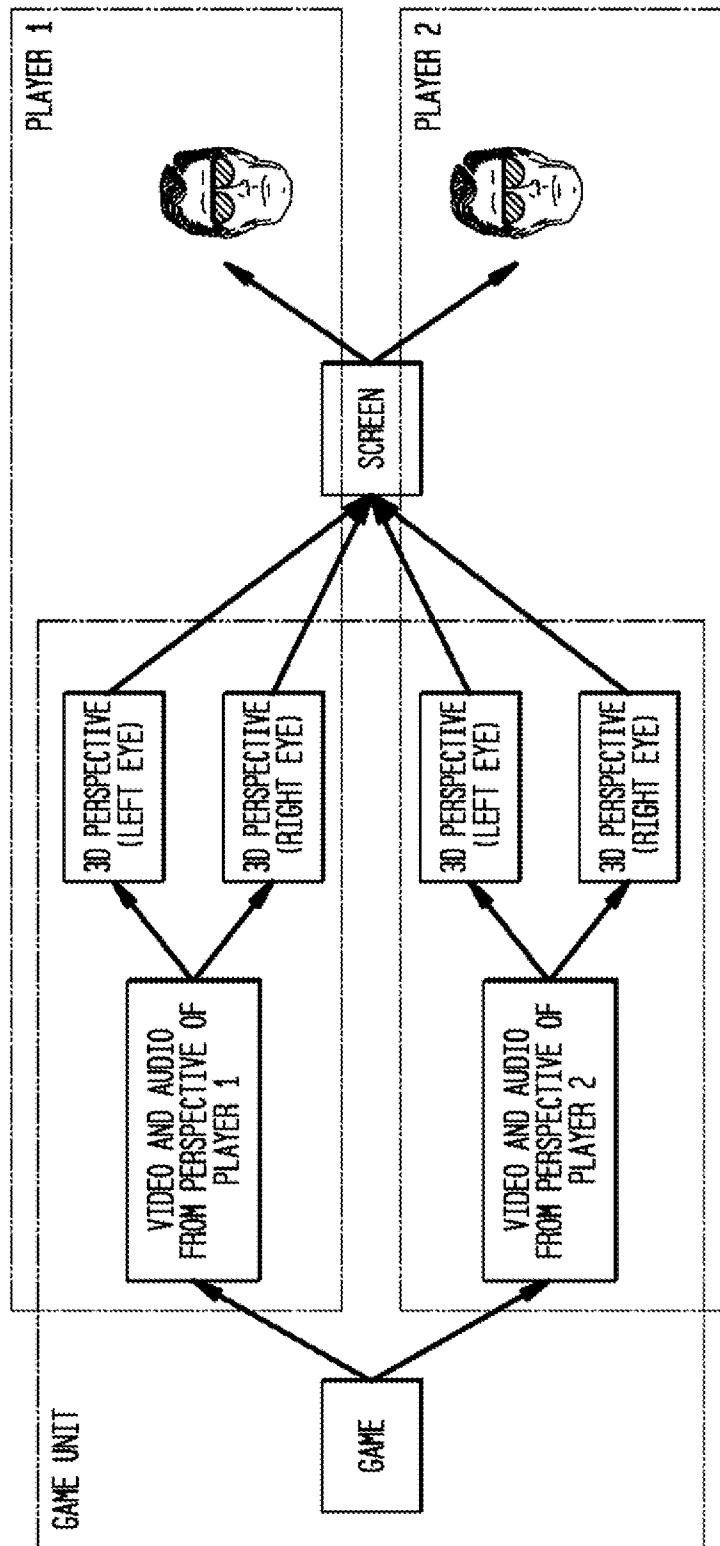 GAME UNIT
GAME
VIDEO AND AUDIO
FROM PERSPECTIVE OF
PLAYER 1
3D PERSPECTIVE
(LEFT EYE)
3D PERSPECTIVE
(RIGHT EYE)
PLAYER 1
SCREEN
VIDEO AND AUDIO
FROM PERSPECTIVE OF
PLAYER 2
3D PERSPECTIVE
(LEFT EYE)
3D PERSPECTIVE
(RIGHT EYE)
PLAYER 2